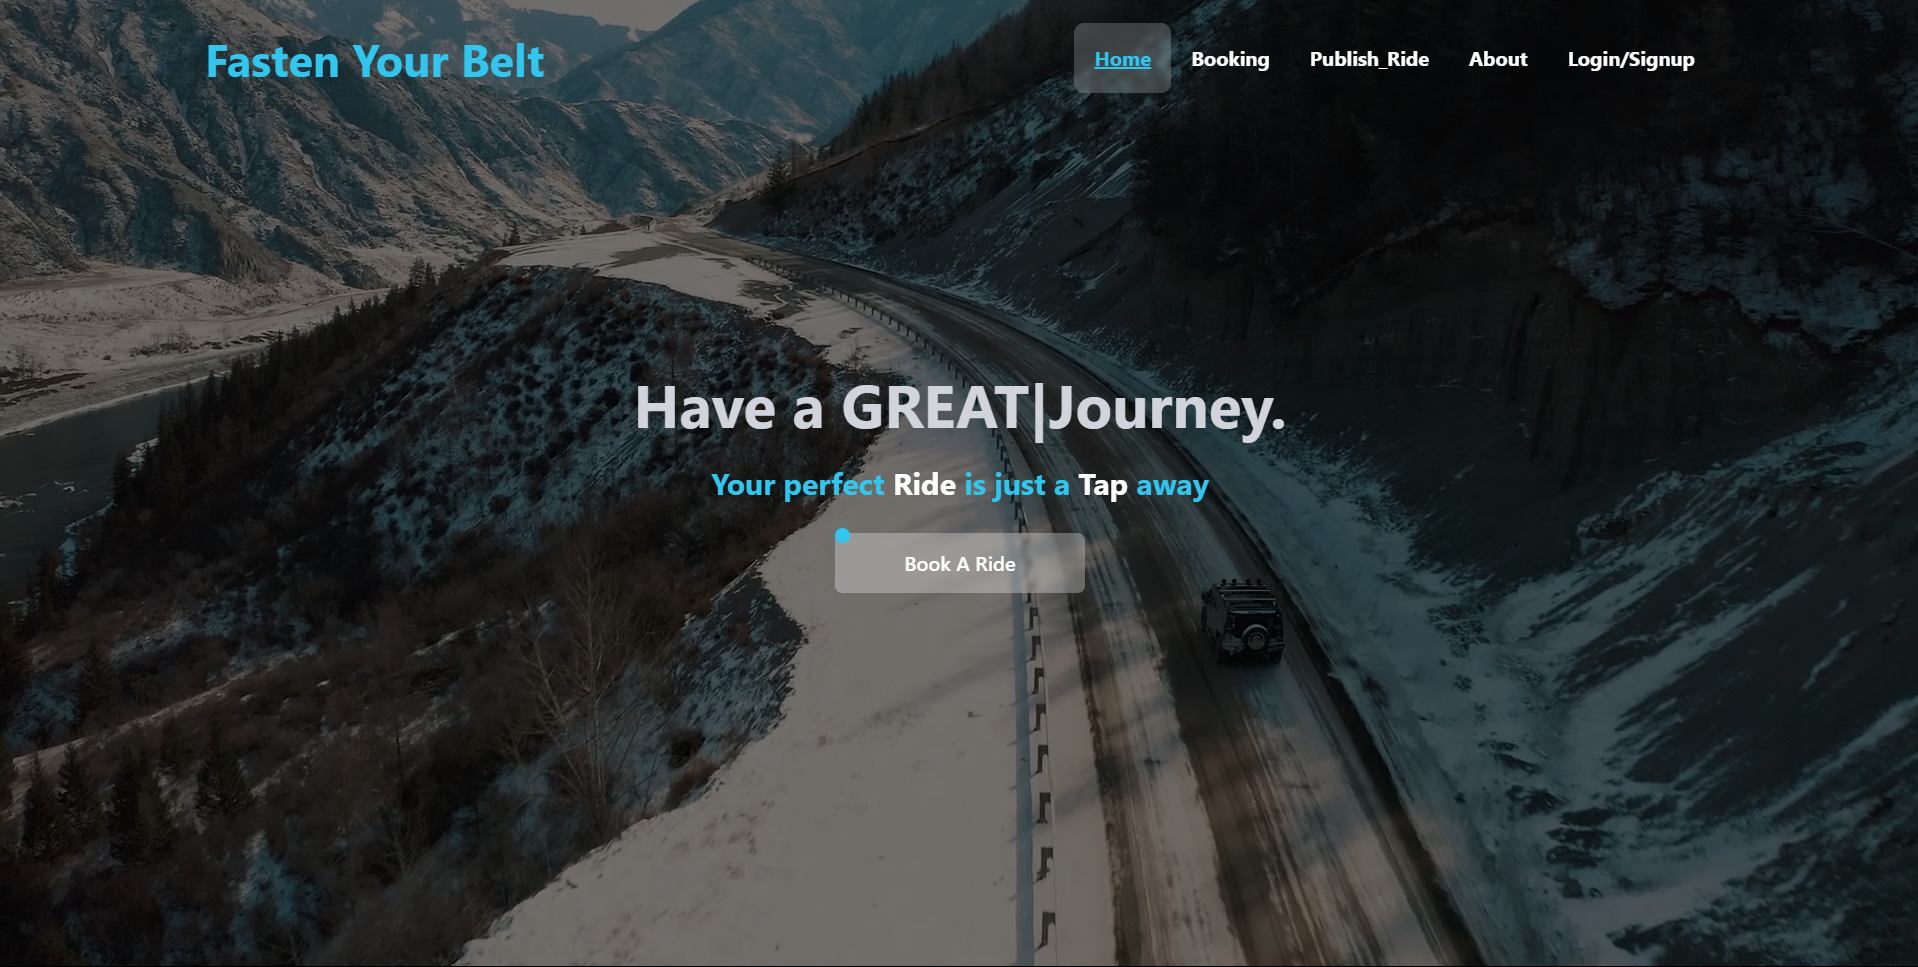 Fasten Your Belt
Home Booking Publish_Ride About Login/Signup
Have a GREAT|Journey.
Your perfect Ride is just a Tap away
Book A Ride